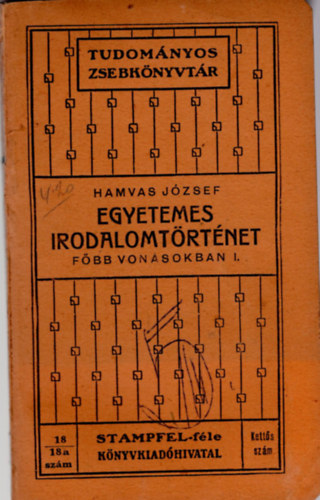 TUDOMÁNYOS
ZSEBKÖNYVTÁR
HAMVAS JÓZSEF
EGYETEMES
IRODALOMTÖRTÉNET
FŐBB VONÁSOKBAN I.
18
18a
szám
STAMPFEL-féle
KÖNYVKIADÓHIVATAL
Kettős
szám